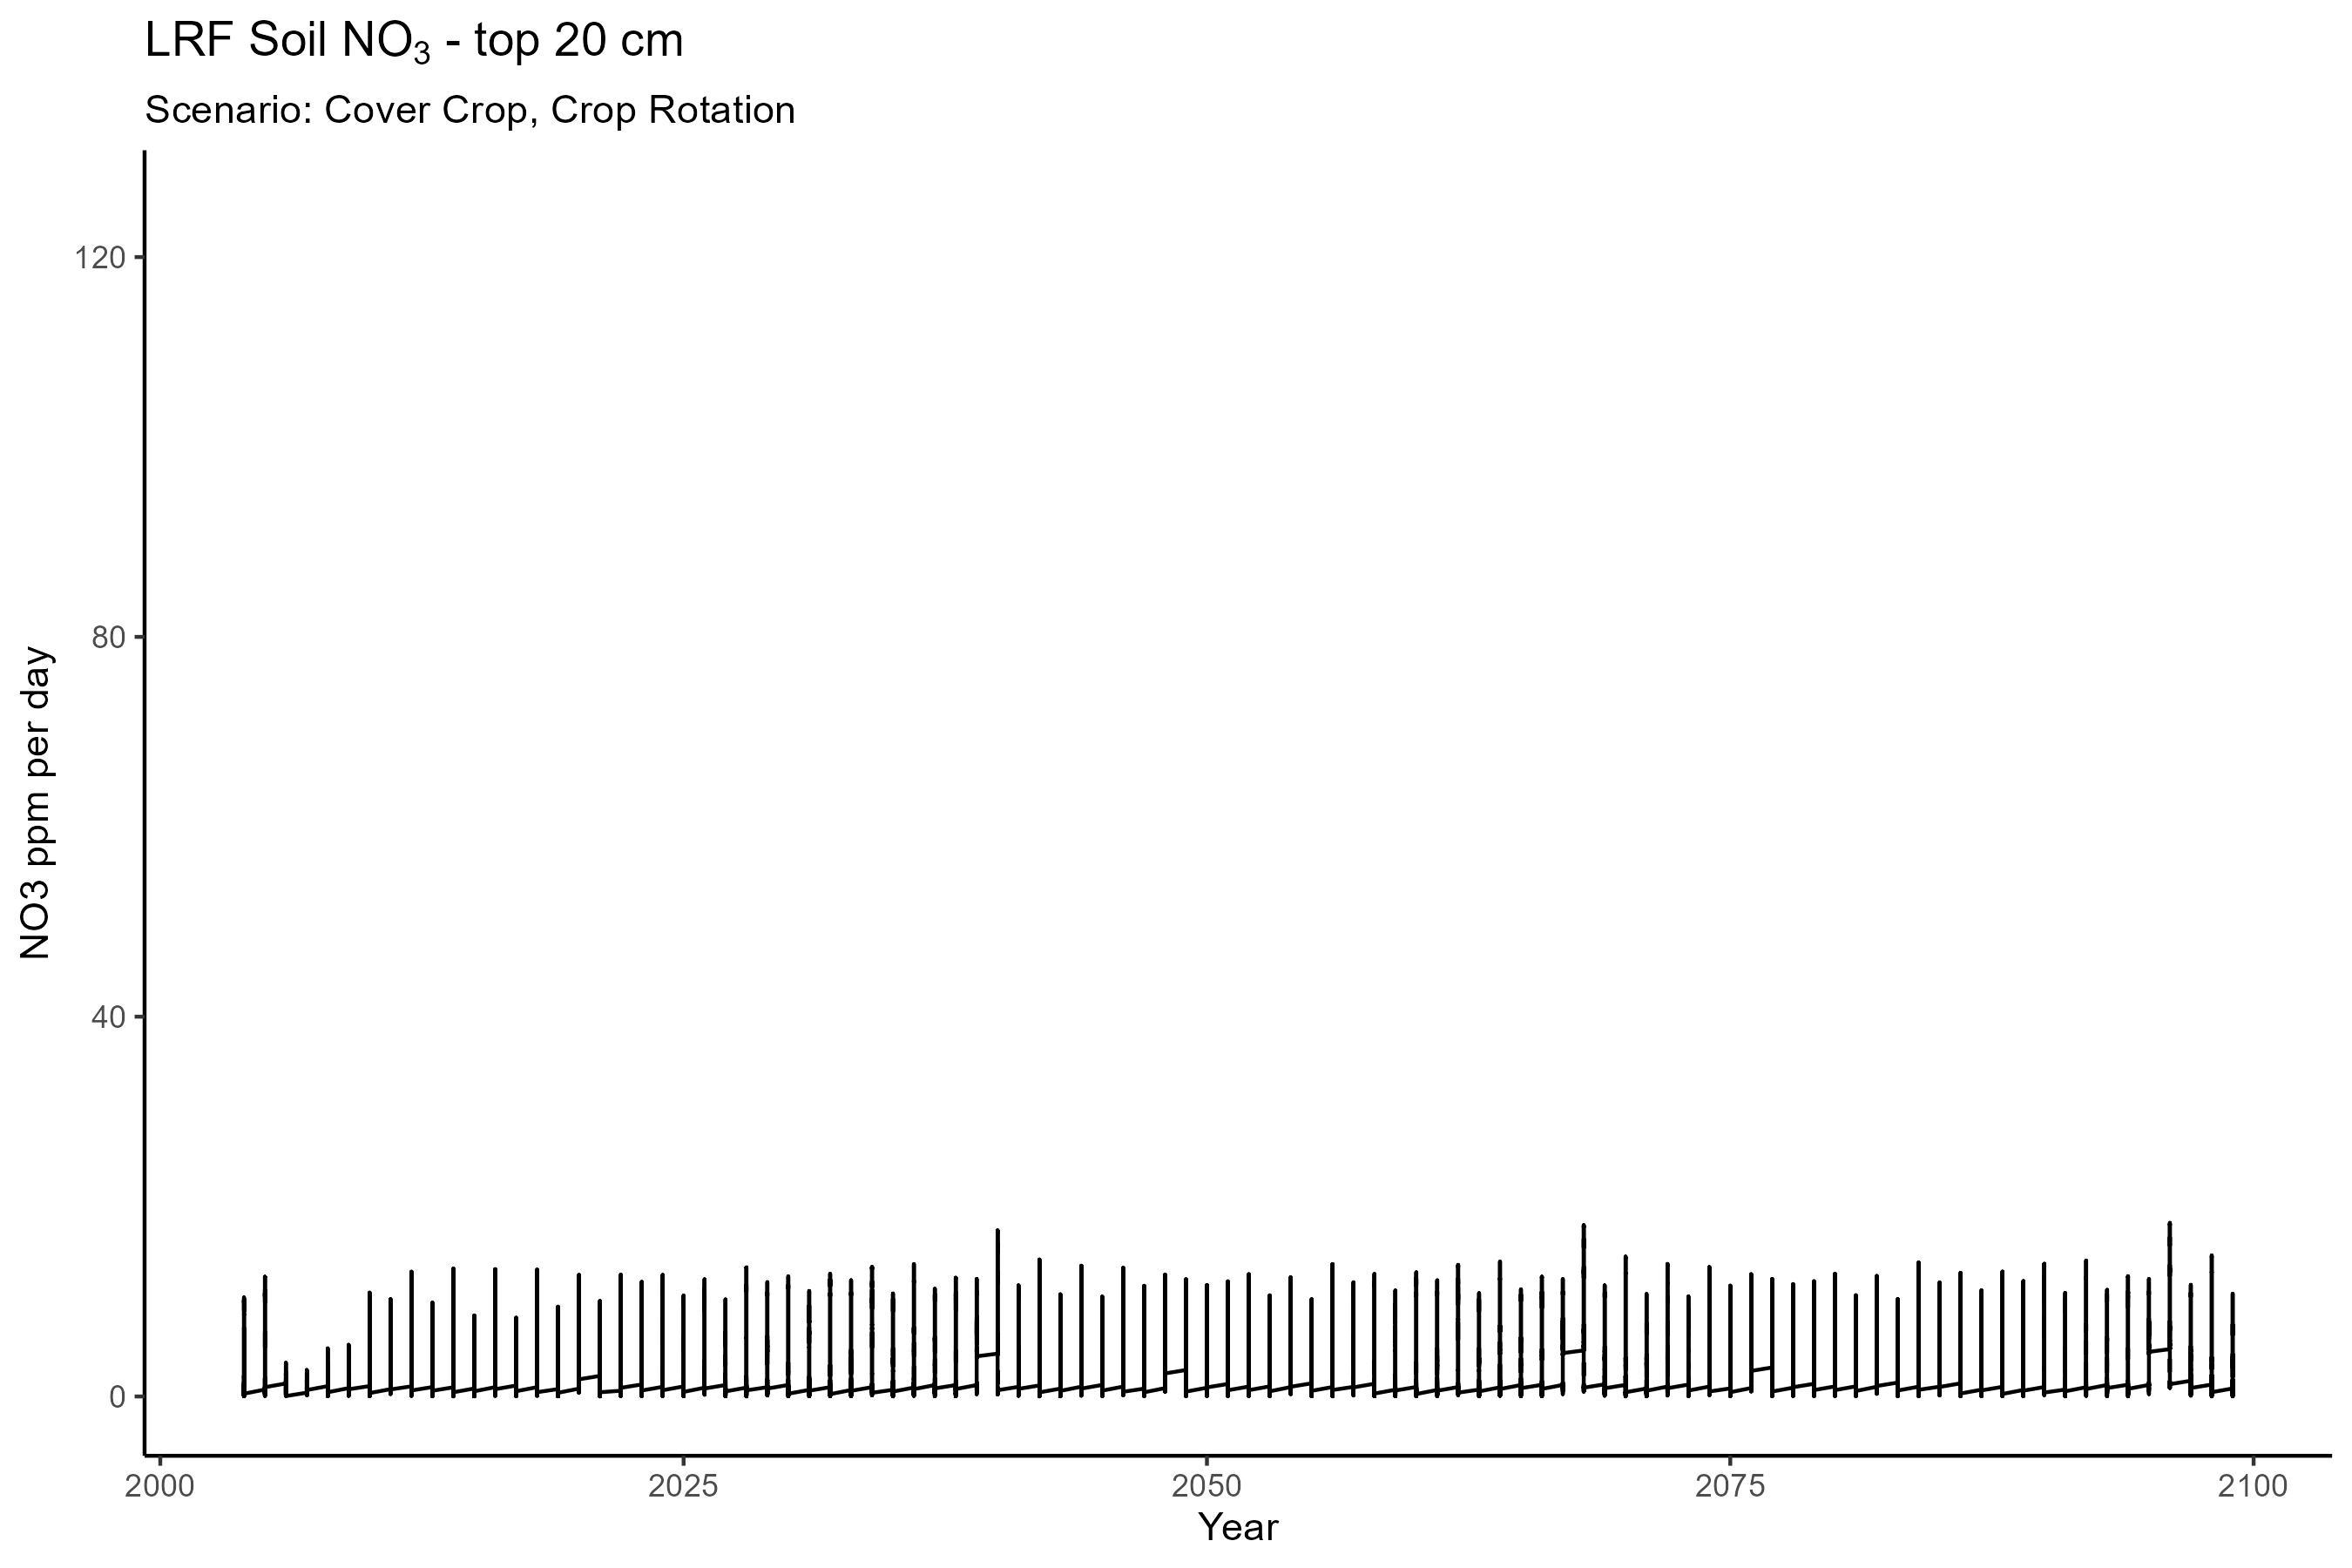 LRF Soil NO₃ - top 20 cm
Scenario: Cover Crop, Crop Rotation
120
80
40
0
NO3 ppm per day
2000 2025 2050 2075 2100
Year